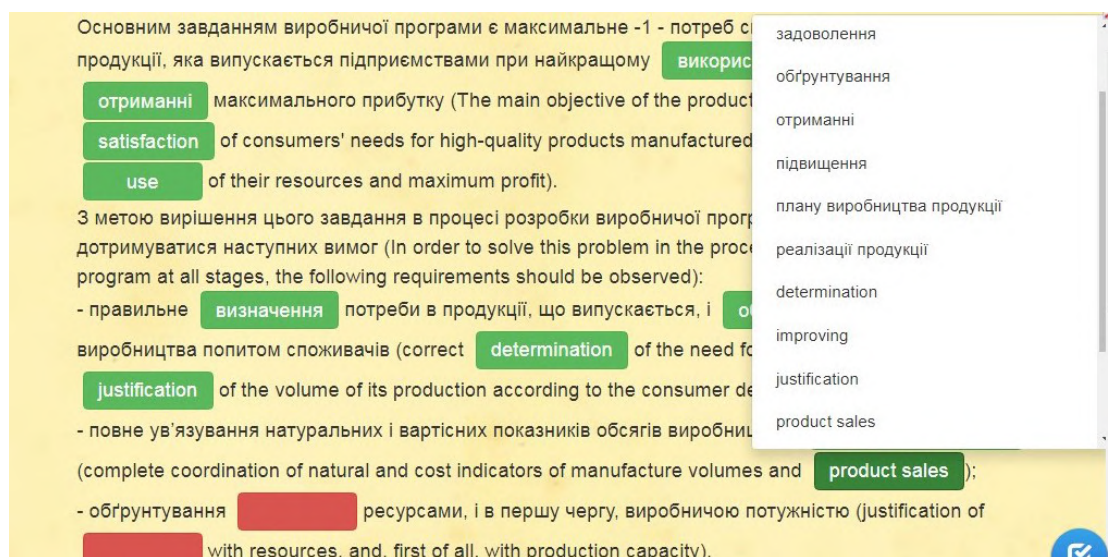 Основним завданням виробничої програми є максимальне -1 - потреб
продукції, яка випускається підприємствами при найкращому
отриманні максимального прибутку (The main objective of the
satisfaction of consumers' needs for high-quality products manufactured
use of their resources and maximum profit).
З метою вирішення цього завдання в процесі розробки виробничої
дотримуватися наступних вимог (In order to solve this problem in the
program at all stages, the following requirements should be observed):
- правильне визначення потреби в продукції, що випускається, і
виробництва попитом споживачів (correct determination of the need
justification of the volume of its production according to the consumer
- повне ув’язування натуральних і вартісних показників обсягів
(complete coordination of natural and cost indicators of manufacture volumes and product sales );
- обґрунтування ресурсами, і в першу чергу, виробничою потужністю (justification of
with resources, and, first of all, with production capacity).
задоволення
обґрунтування
отриманні
підвищення
плану виробництва продукції
реалізації продукції
determination
improving
justification
product sales